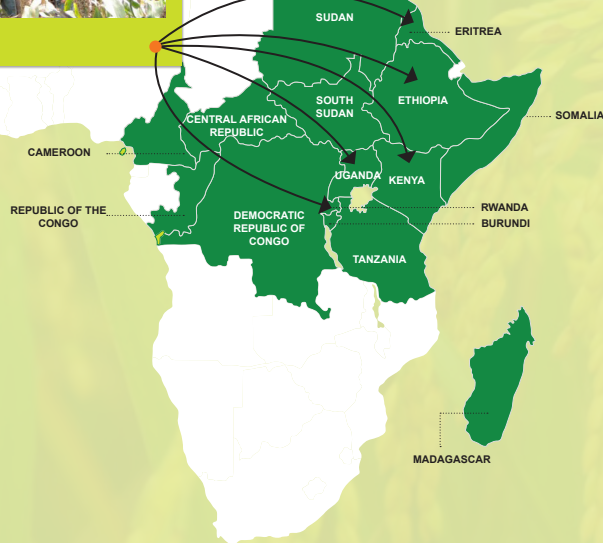 SUDAN
ERITREA
ETHIOPIA
SOUTH
SUDAN
SOMALIA
CENTRAL AFRICAN
REPUBLIC
CAMEROON
UGANDA
KENYA
REPUBLIC OF THE
CONGO
RWANDA
BURUNDI
DEMOCRATIC
REPUBLIC OF
CONGO
TANZANIA
MADAGASCAR